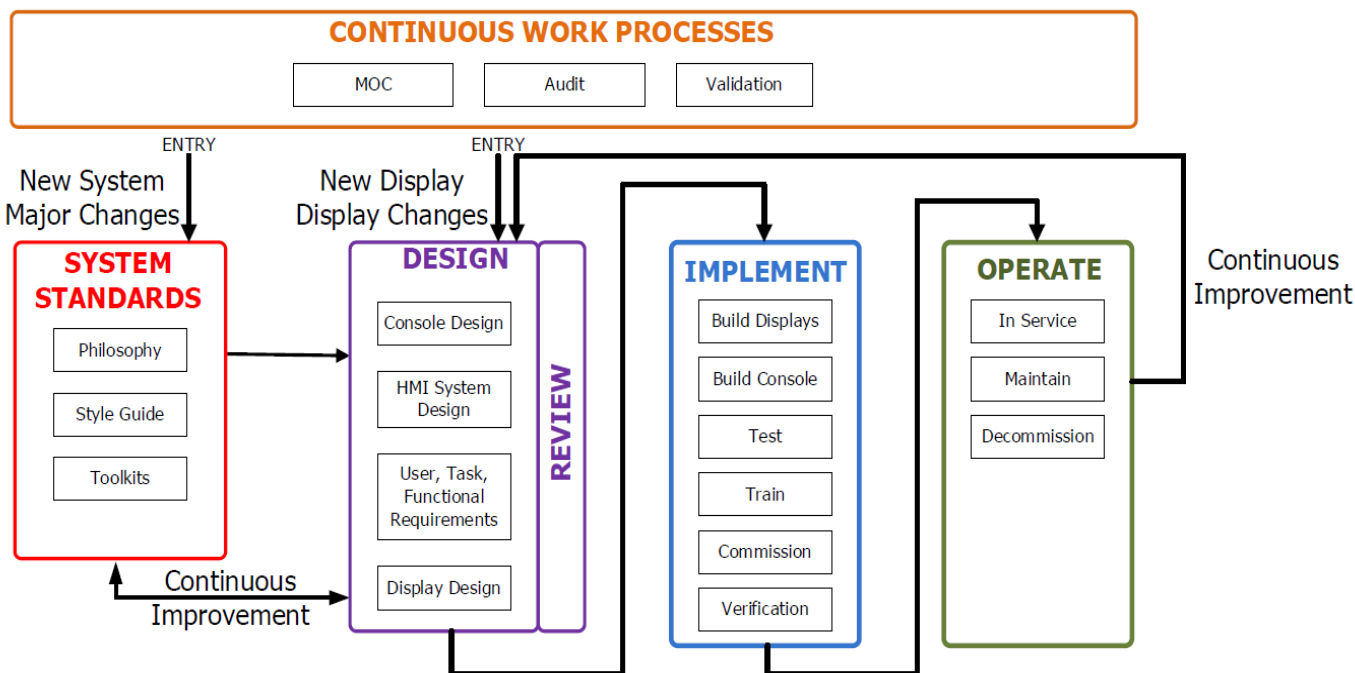 CONTINUOUS WORK PROCESSES
MOC
Audit
Validation
ENTRY
ENTRY
New System
Major Changes
New Display
Display Changes
SYSTEM
STANDARDS
Philosophy
Style Guide
Toolkits
Continuous
Improvement
DESIGN
Console Design
HMI System
Design
User, Task,
Functional
Requirements
Display Design
REVIEW
IMPLEMENT
Build Displays
Build Console
Test
Train
Commission
Verification
OPERATE
In Service
Maintain
Decommission
Continuous
Improvement